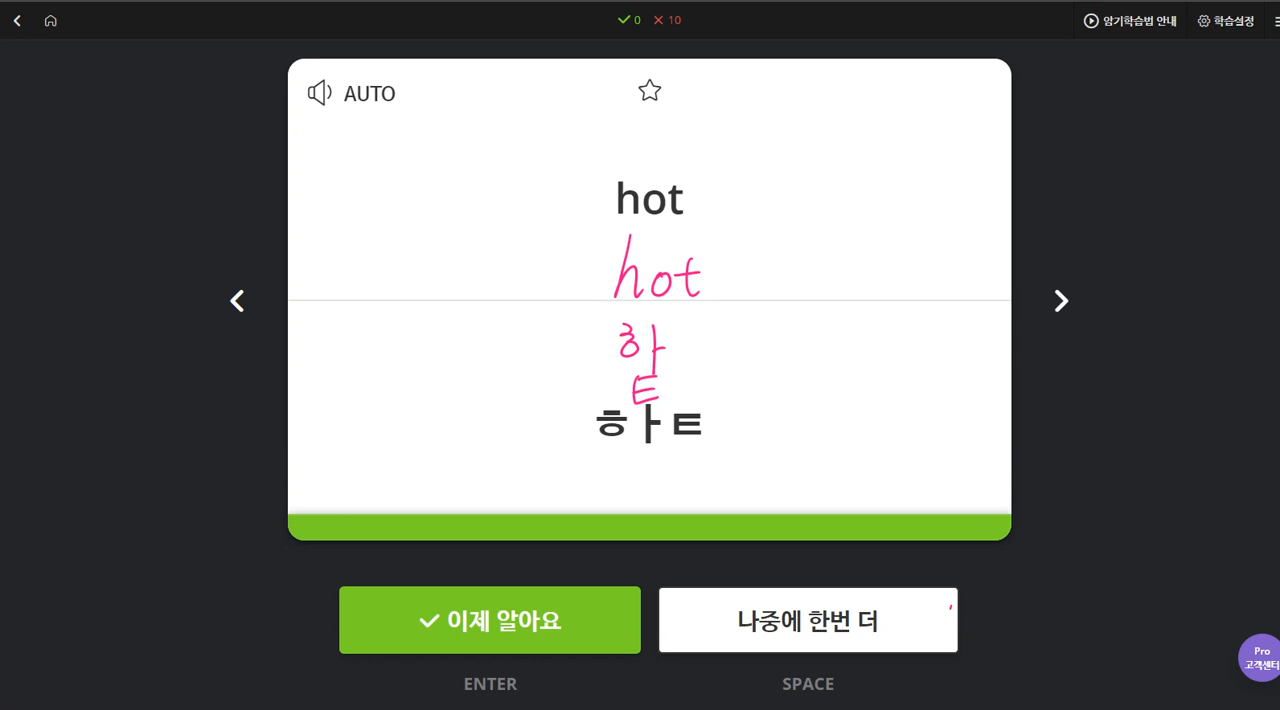 0 10 암기학습법 안내 학습설정
AUTO
hot
hot
핱
ㅎㅏㅌ
이제 알아요 나중에 한번 더
ENTER SPACE
Pro
고객센터